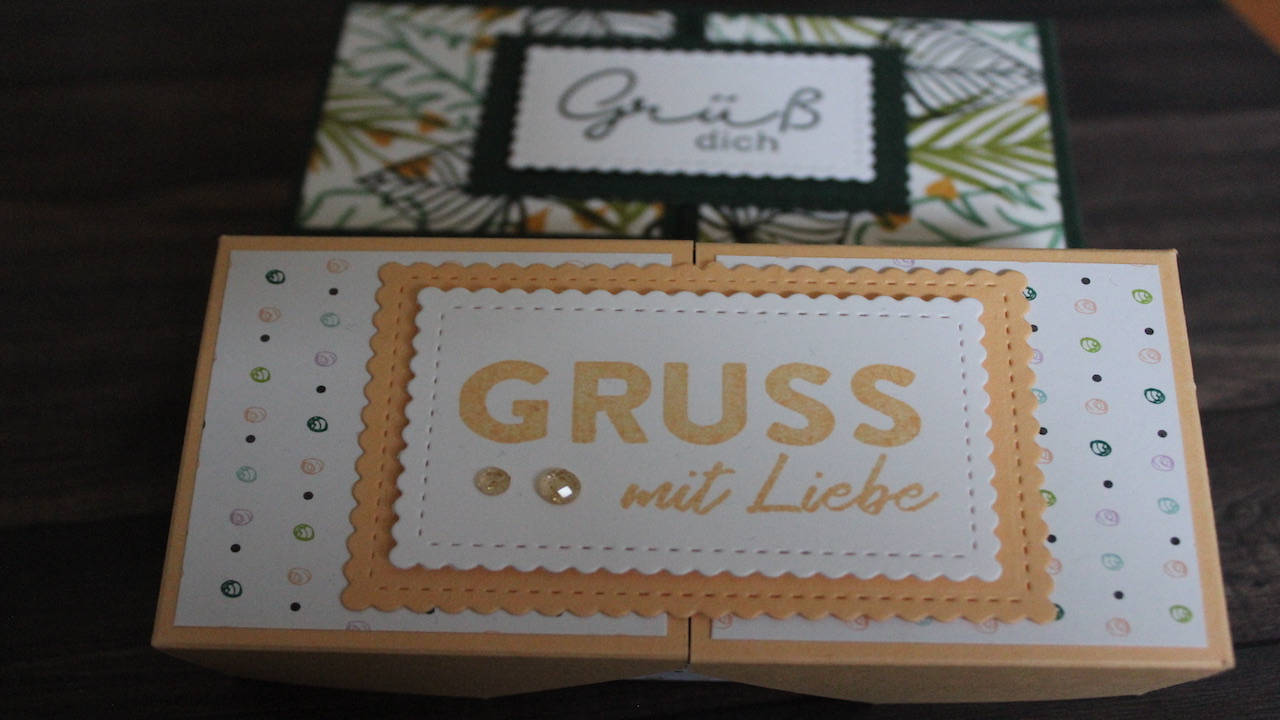 Grüß
dich
GRUSS
mit Liebe